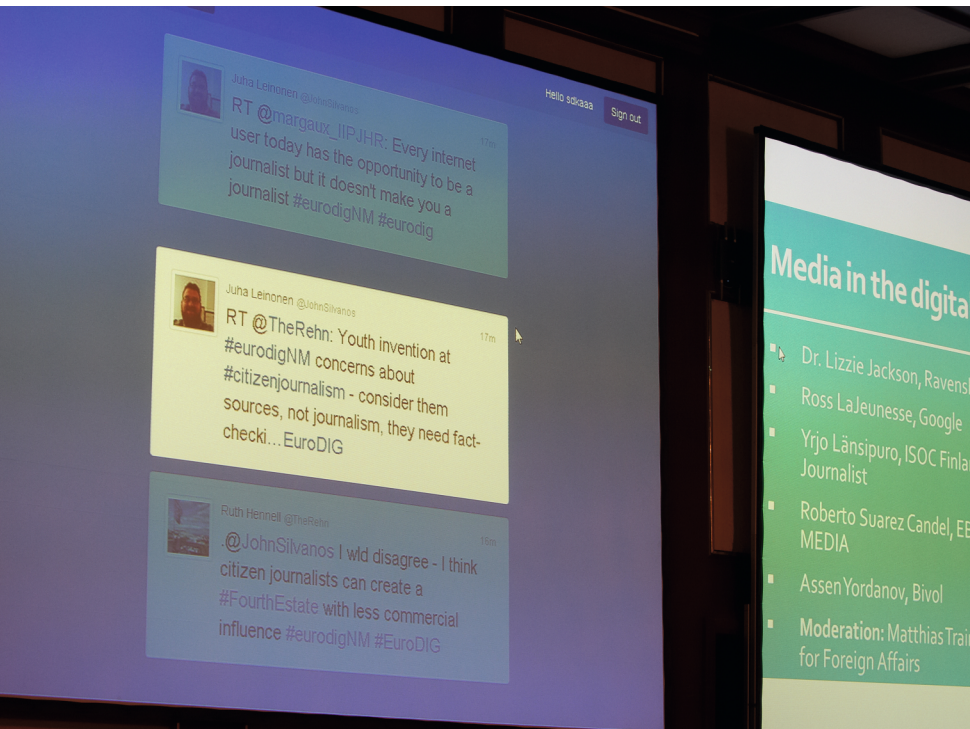 Hello sdkaaa
Sign out
Juha Leinonen @JohnSilvanos
17m
RT @margaux_IIPJHR: Every internet
user today has the opportunity to be a
journalist but it doesn't make you a
journalist #eurodigNM #eurodig
Juha Leinonen @JohnSilvanos
17m
RT @TheRehn: Youth invention at
#eurodigNM concerns about
#citizenjournalism - consider them
sources, not journalism, they need fact-
checki... EuroDIG
Ruth Hennell @TheRehn
16m
.@JohnSilvanos I wld disagree - I think
citizen journalists can create a
#FourthEstate with less commercial
influence #eurodigNM #EuroDIG
Media in the digita
Dr. Lizzie Jackson, Ravens
Ross LaJeunesse, Google
Yrjo Länsipuro, ISOC Finla
Journalist
Roberto Suarez Candel, EB
MEDIA
Assen Yordanov, Bivol
Moderation: Matthias Trai
for Foreign Affairs